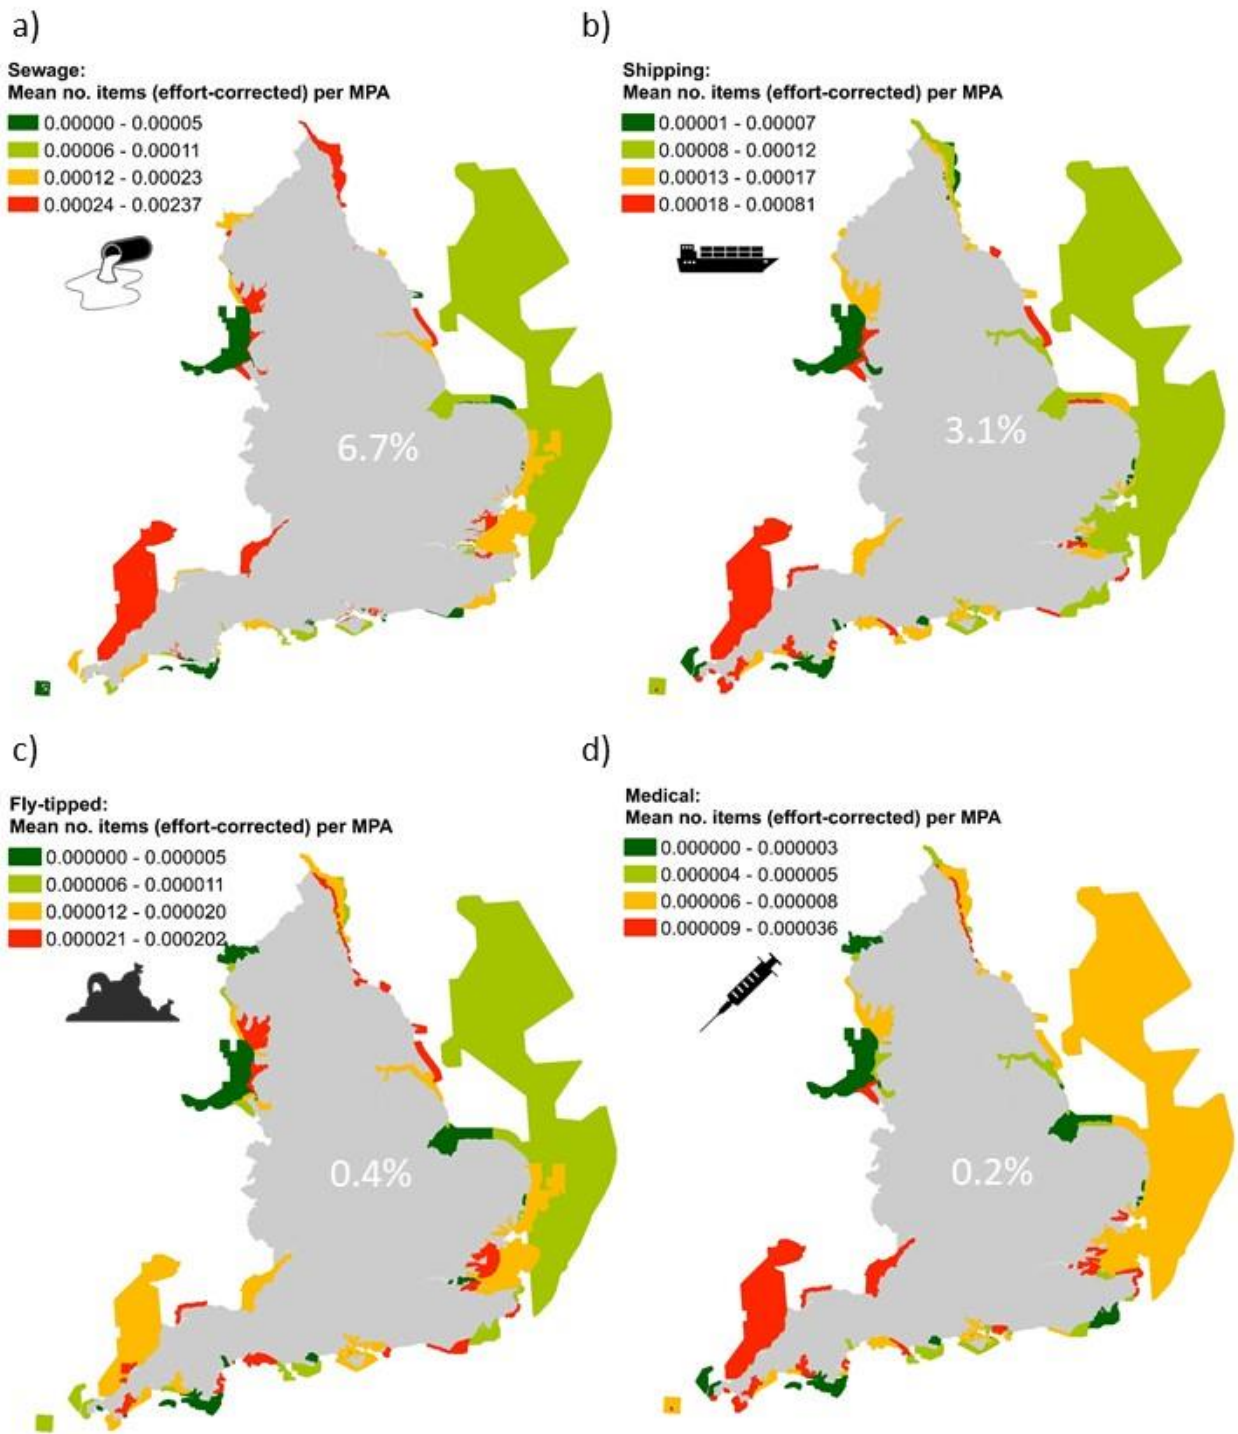 a)
Sewage:
Mean no. items (effort-corrected) per MPA
0.00000 - 0.00005
0.00006 - 0.00011
0.00012 - 0.00023
0.00024 - 0.00237
6.7%
b)
Shipping:
Mean no. items (effort-corrected) per MPA
0.00001 - 0.00007
0.00008 - 0.00012
0.00013 - 0.00017
0.00018 - 0.00081
3.1%
c)
Fly-tipped:
Mean no. items (effort-corrected) per MPA
0.000000 - 0.000005
0.000006 - 0.000011
0.000012 - 0.000020
0.000021 - 0.000202
0.4%
d)
Medical:
Mean no. items (effort-corrected) per MPA
0.000000 - 0.000003
0.000004 - 0.000005
0.000006 - 0.000008
0.000009 - 0.000036
0.2%